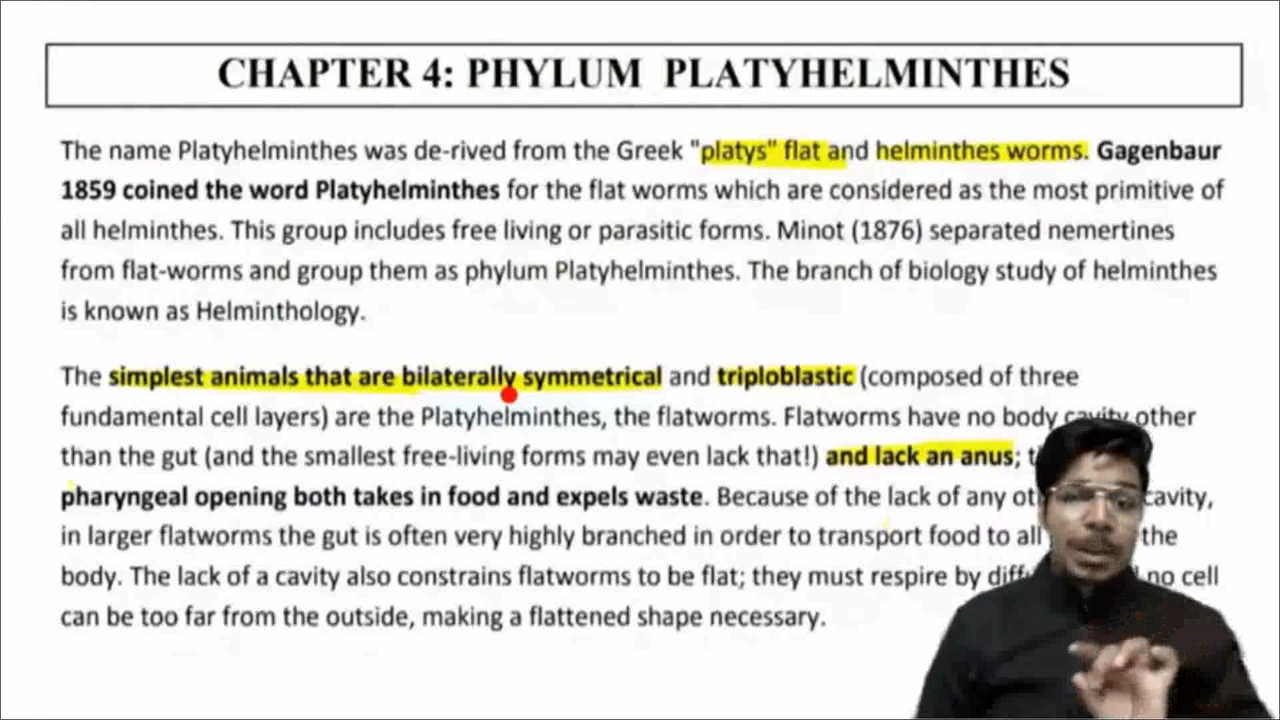 CHAPTER 4: PHYLUM PLATYHELMINTHES
The name Platyhelminthes was de-rived from the Greek "platys" flat and helminthes worms. Gagenbaur
1859 coined the word Platyhelminthes for the flat worms which are considered as the most primitive of
all helminthes. This group includes free living or parasitic forms. Minot (1876) separated nemertines
from flat-worms and group them as phylum Platyhelminthes. The branch of biology study of helminthes
is known as Helminthology.
The simplest animals that are bilaterally symmetrical and triploblastic (composed of three
fundamental cell layers) are the Platyhelminthes, the flatworms. Flatworms have no body cavity other
than the gut (and the smallest free-living forms may even lack that!) and lack an anus;
pharyngeal opening both takes in food and expels waste. Because of the lack of any cavity,
in larger flatworms the gut is often very highly branched in order to transport food to all the
body. The lack of a cavity also constrains flatworms to be flat; they must respire by no cell
can be too far from the outside, making a flattened shape necessary.